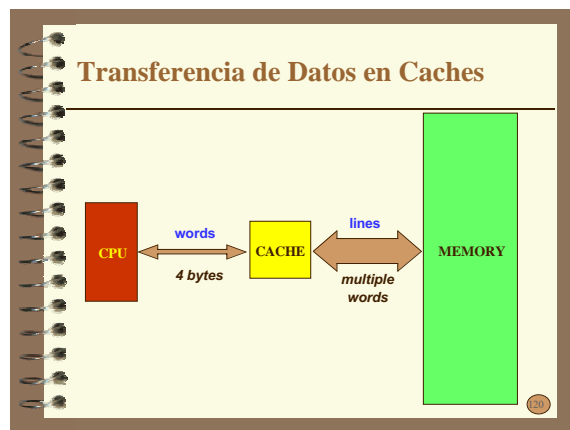 Transferencia de Datos en Caches
CPU
words
4 bytes
CACHE
lines
multiple
words
MEMORY
120